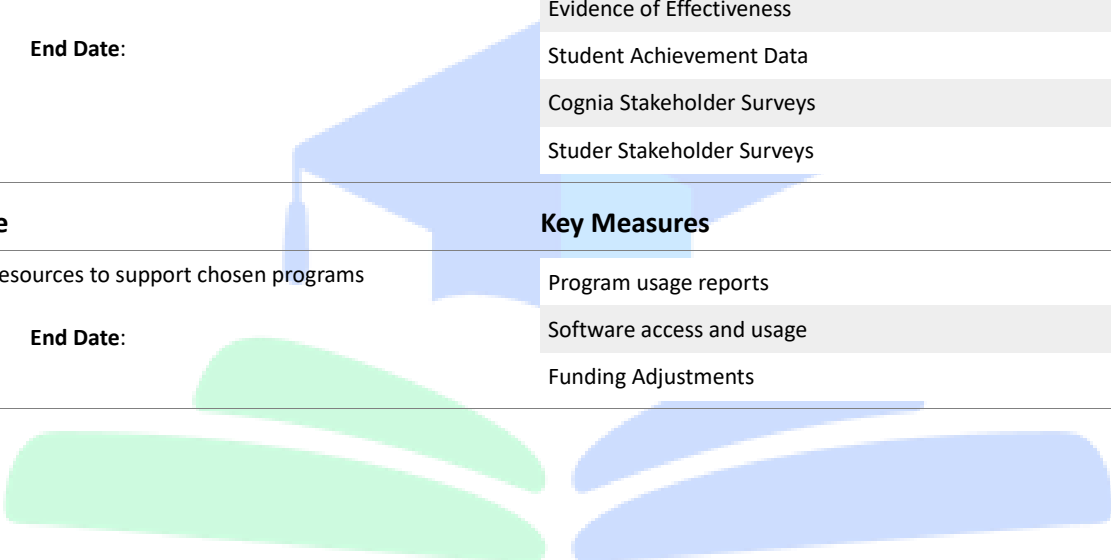 Evidence of Effectiveness
End Date:
Student Achievement Data
Cognia Stakeholder Surveys
Studer Stakeholder Surveys
e Key Measures
esources to support chosen programs
Program usage reports
End Date:
Software access and usage
Funding Adjustments